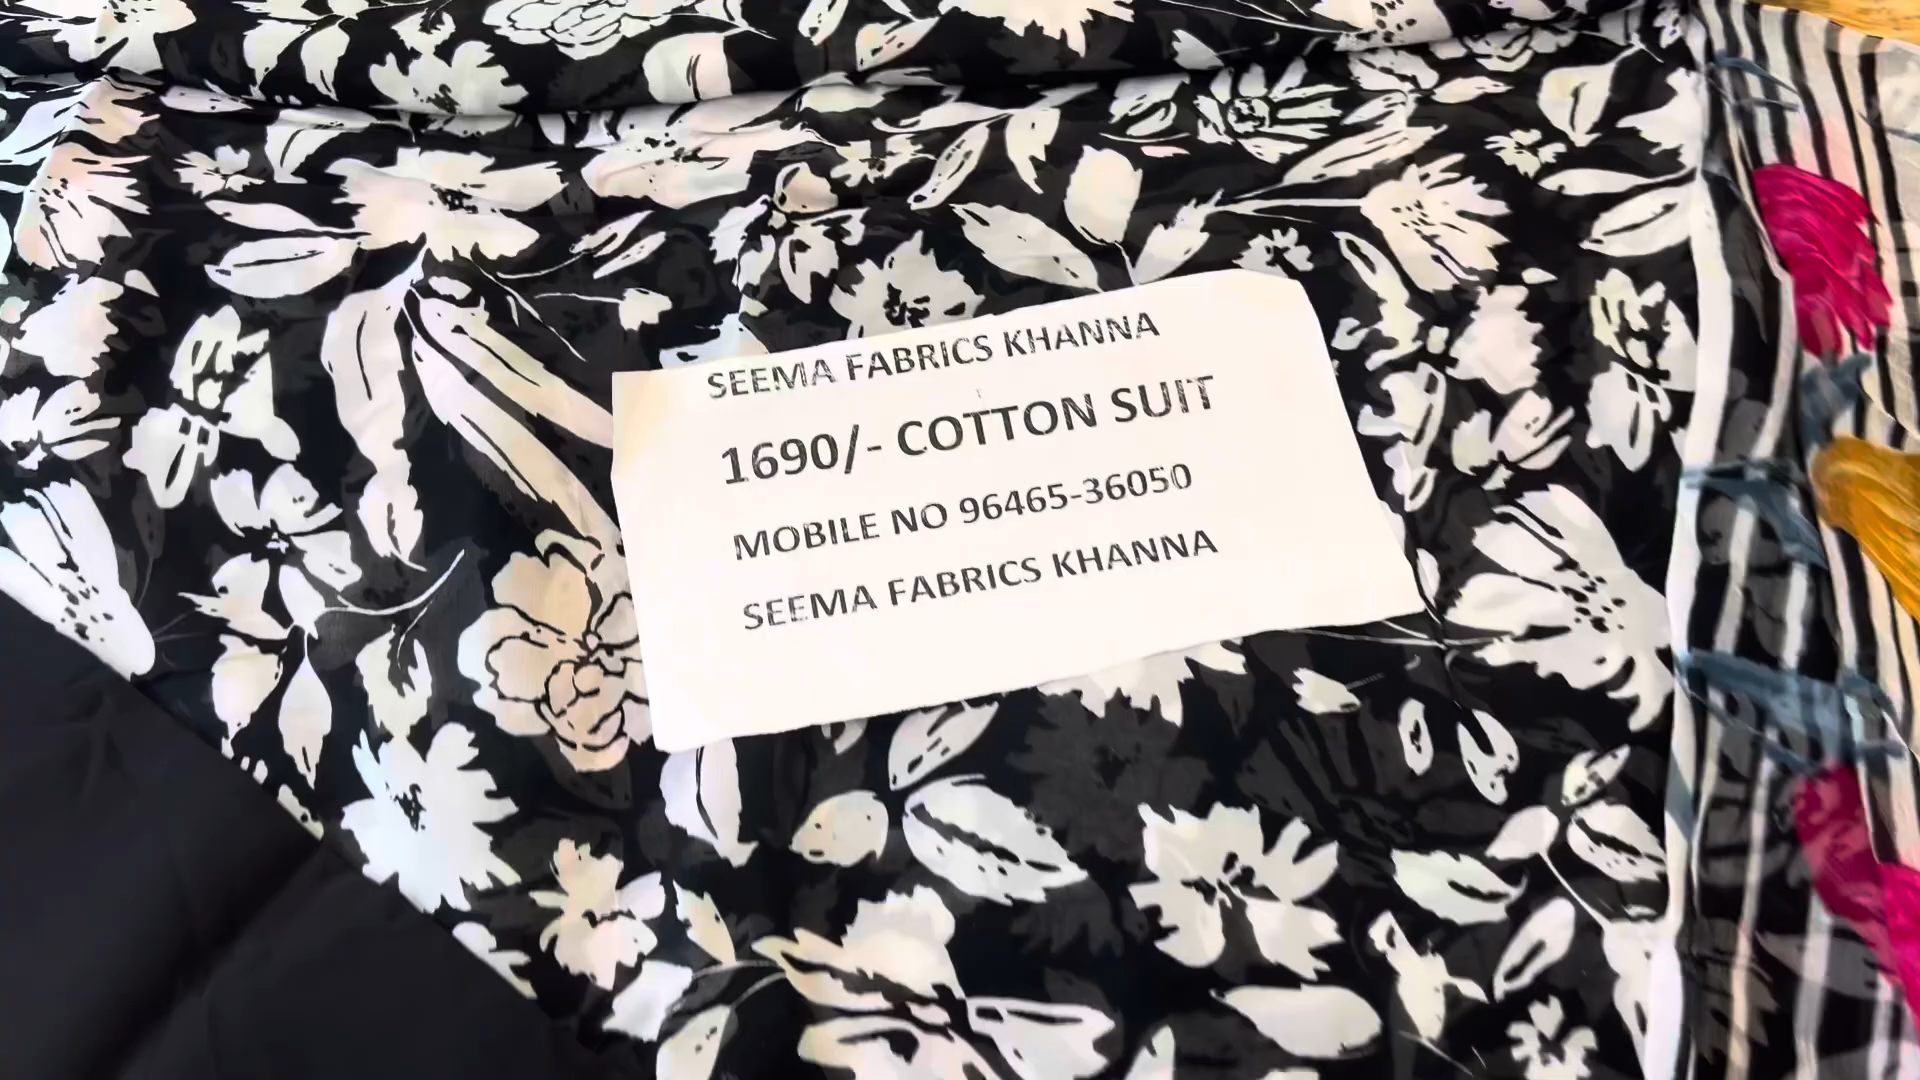 SEEMA FABRICS KHANNA
1690/- COTTON SUIT
MOBILE NO 96465-36050
SEEMA FABRICS KHANNA